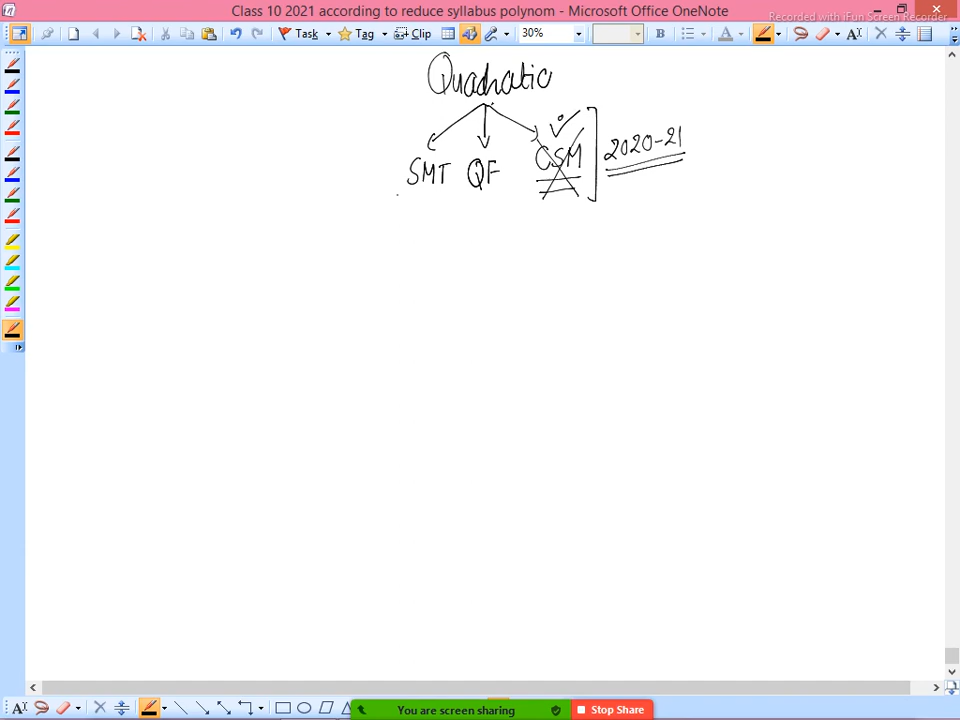 Class 10 2021 according to reduce syllabus polynom - Microsoft Office OneNote
Recorded with iFun Screen Recorder
Task Tag Clip 30% B A A
Quadratic
SMT QF CSM 2020-21
A You are screen sharing Stop Share